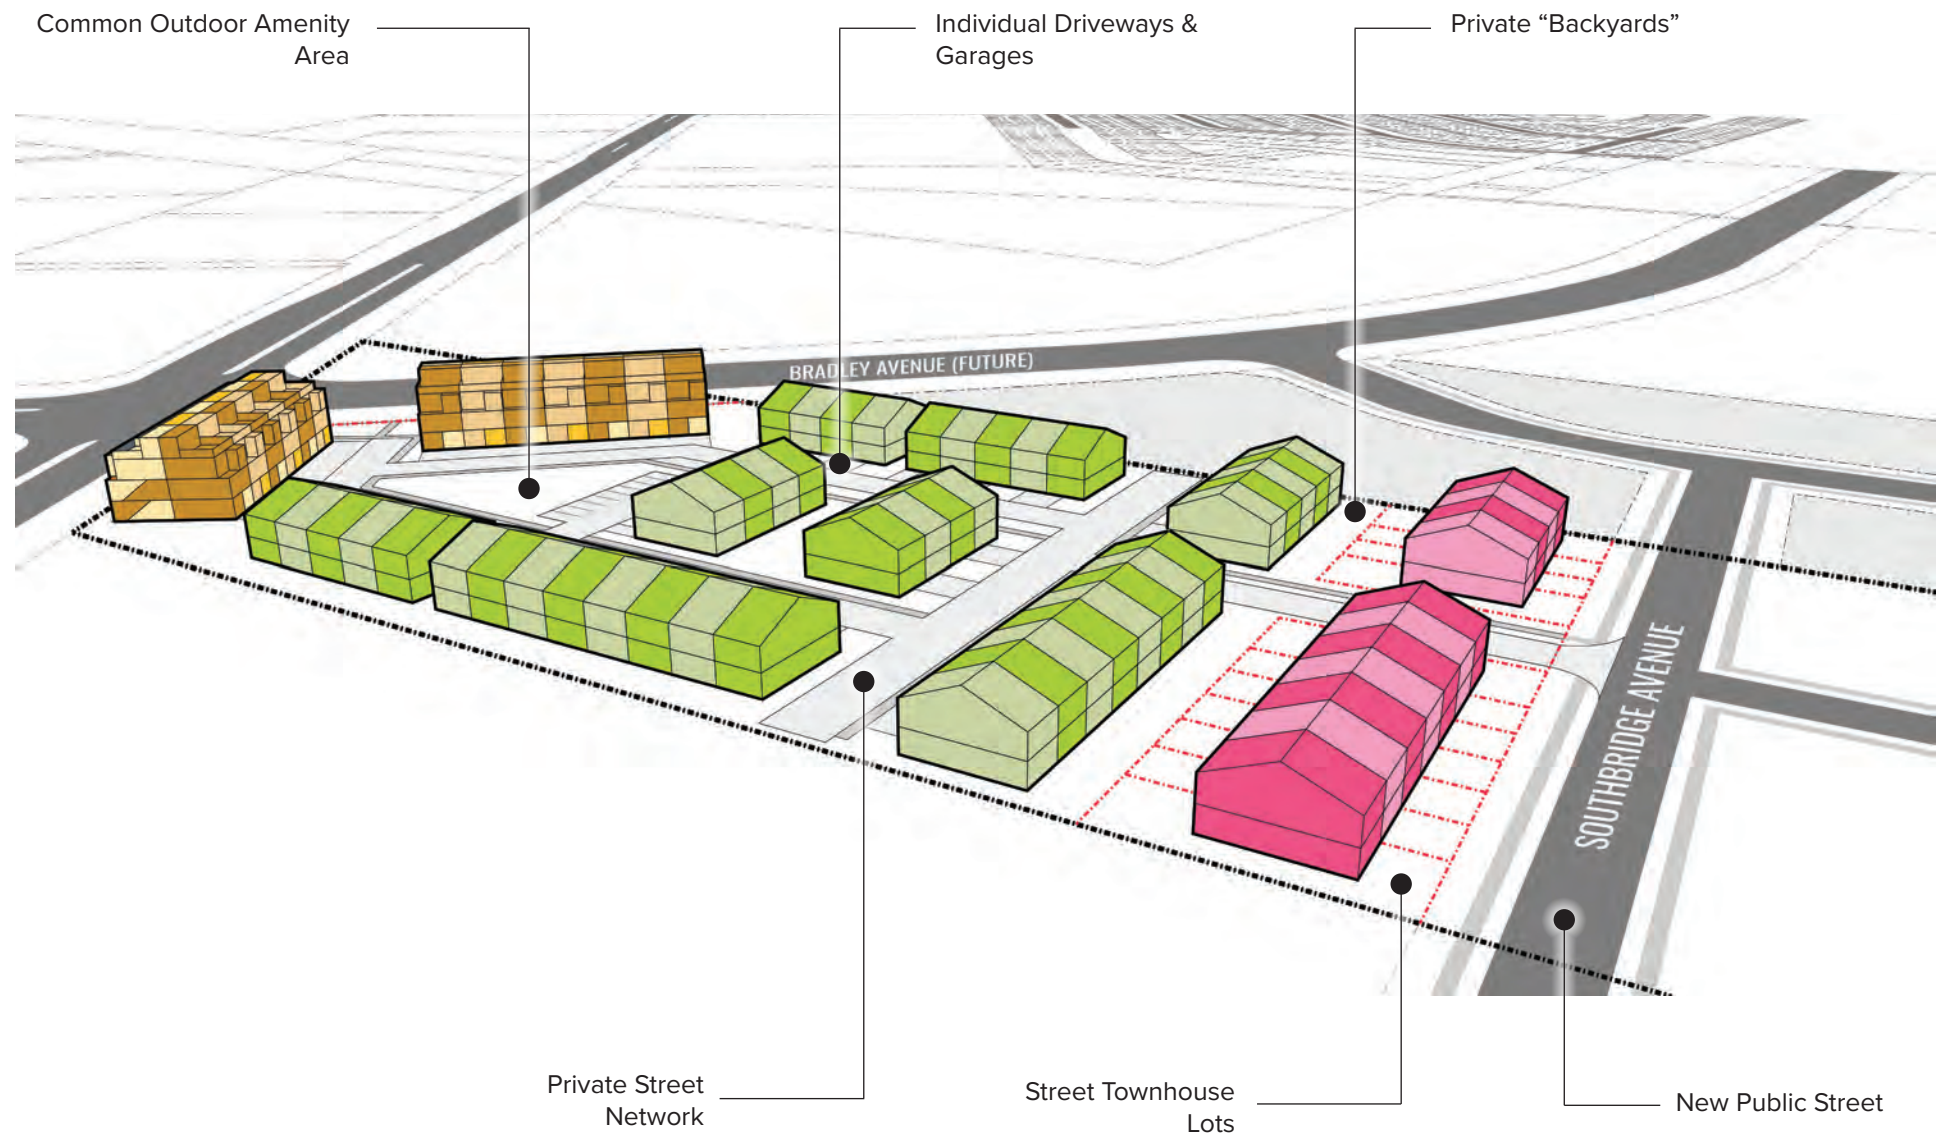 Common Outdoor Amenity
Area
Individual Driveways &
Garages
Private “Backyards”
BRADLEY AVENUE (FUTURE)
SOUTHBRIDGE AVENUE
Private Street
Network
Street Townhouse
Lots
New Public Street